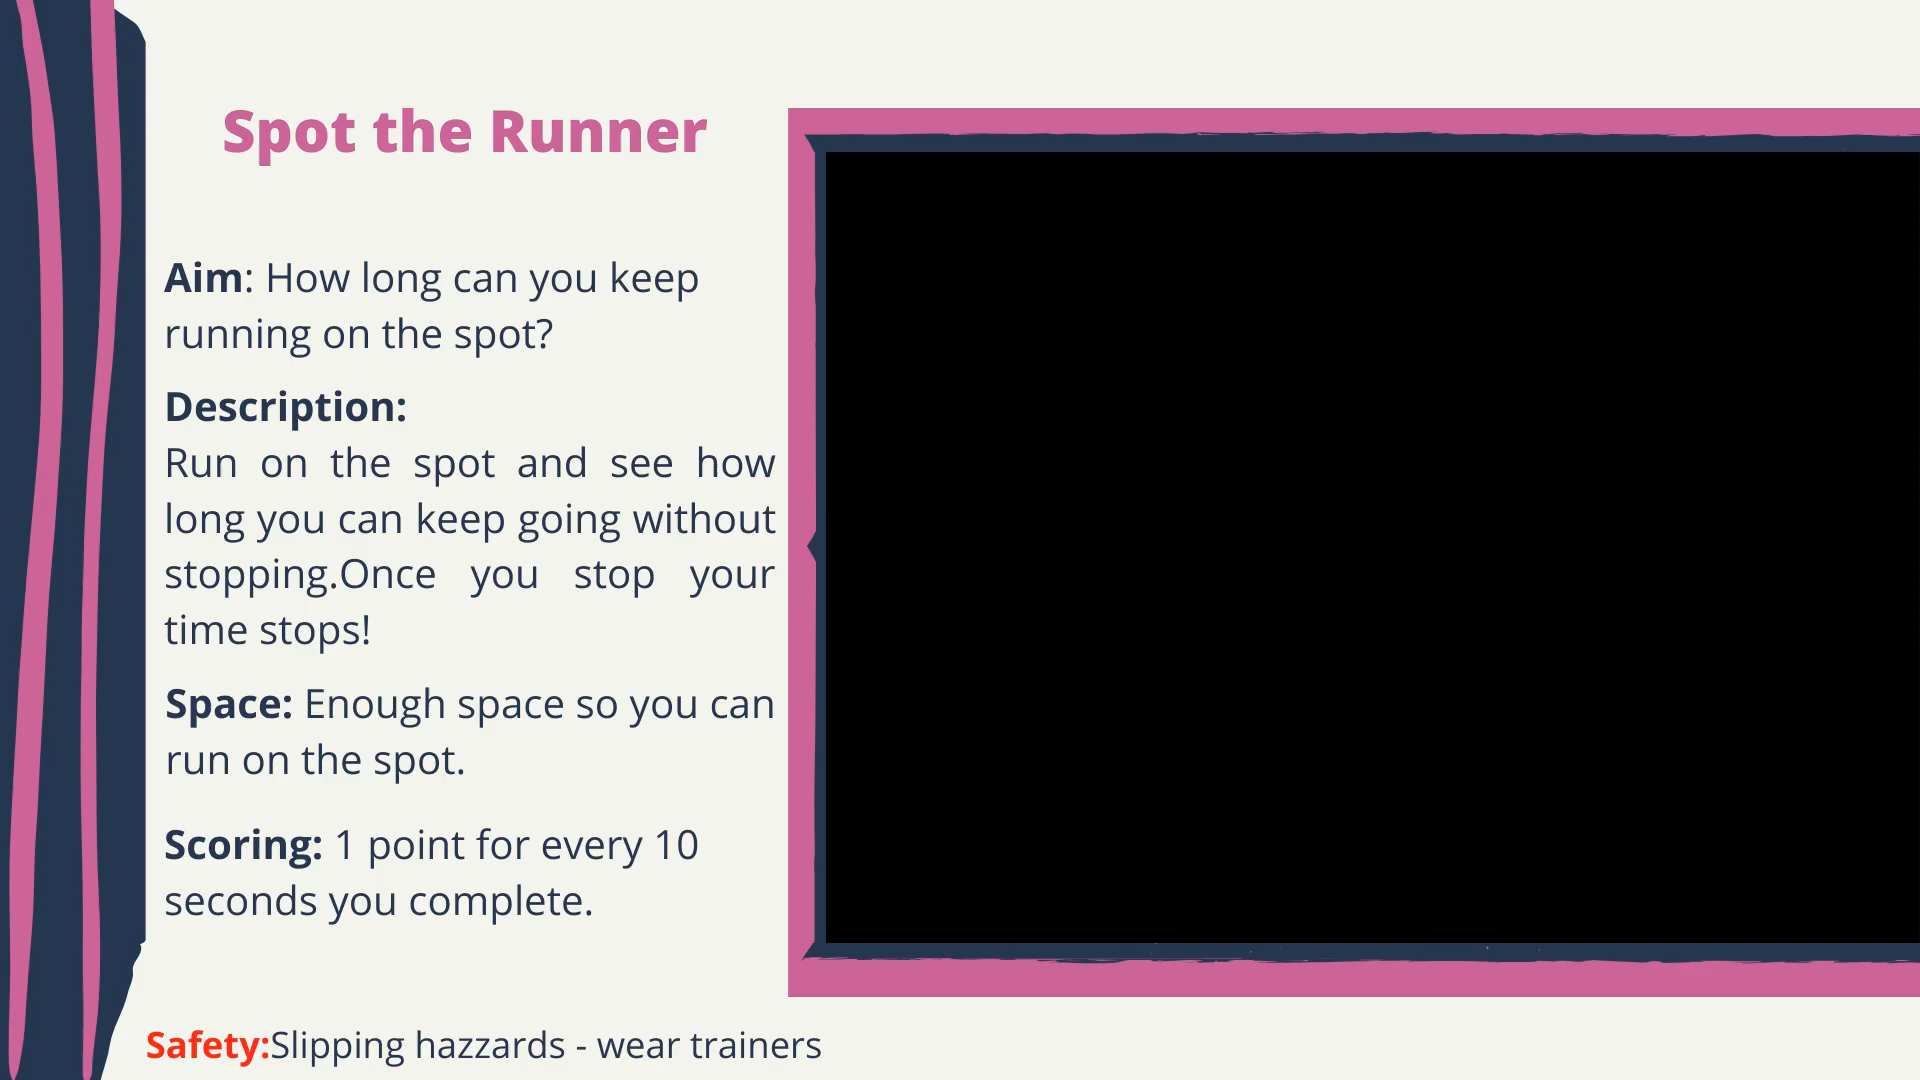 Spot the Runner
Aim: How long can you keep
running on the spot?
Description:
Run on the spot and see how
long you can keep going without
stopping.Once you stop your
time stops!
Space: Enough space so you can
run on the spot.
Scoring: 1 point for every 10
seconds you complete.
Safety:Slipping hazzards - wear trainers